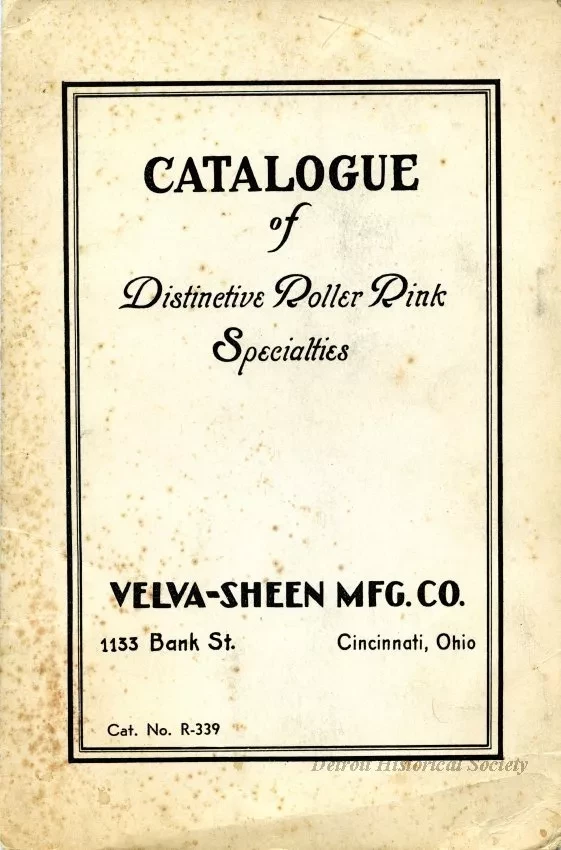 CATALOGUE
of
Distinctive Roller Rink
Specialties
VELVA-SHEEN MFG. CO.
1133 Bank St. Cincinnati, Ohio
Cat. No. R-339
Detroit Historical Society